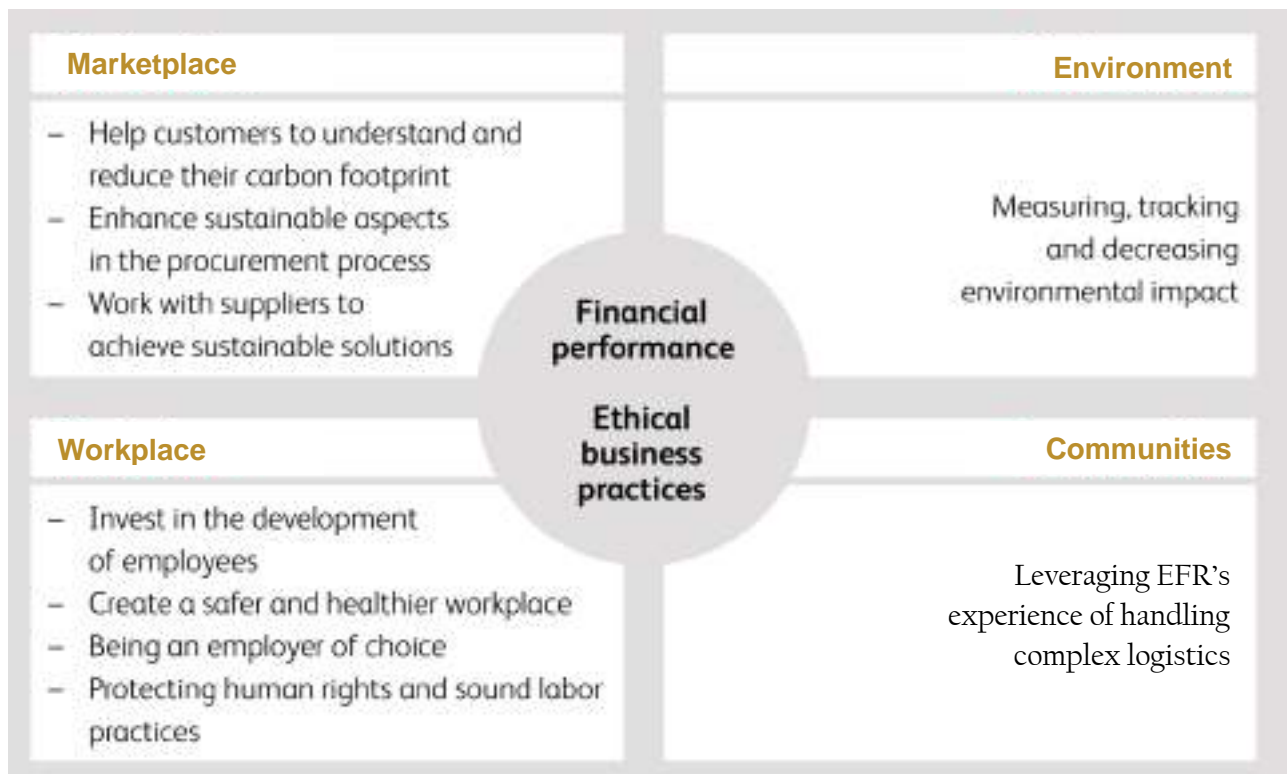 Marketplace
– Help customers to understand and
reduce their carbon footprint
– Enhance sustainable aspects
in the procurement process
– Work with suppliers to
achieve sustainable solutions
Environment
Measuring, tracking
and decreasing
environmental impact
Financial
performance
Ethical
business
practices
Workplace
– Invest in the development
of employees
– Create a safer and healthier workplace
– Being an employer of choice
– Protecting human rights and sound labor
practices
Communities
Leveraging EFR’s
experience of handling
complex logistics